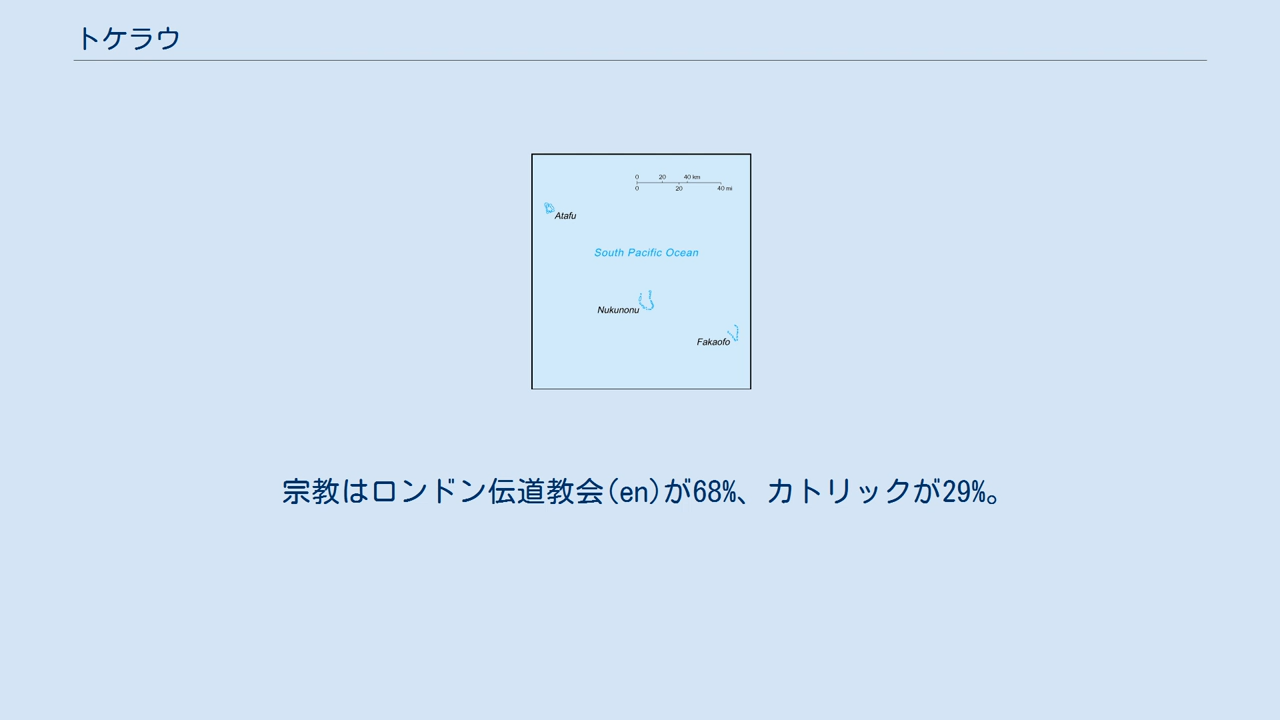 トケラウ
0 20 40 km
0 20 40 mi
Atafu
South Pacific Ocean
Nukunonu
Fakaofo
宗教はロンドン伝道教会(en)が68%、カトリックが29%。